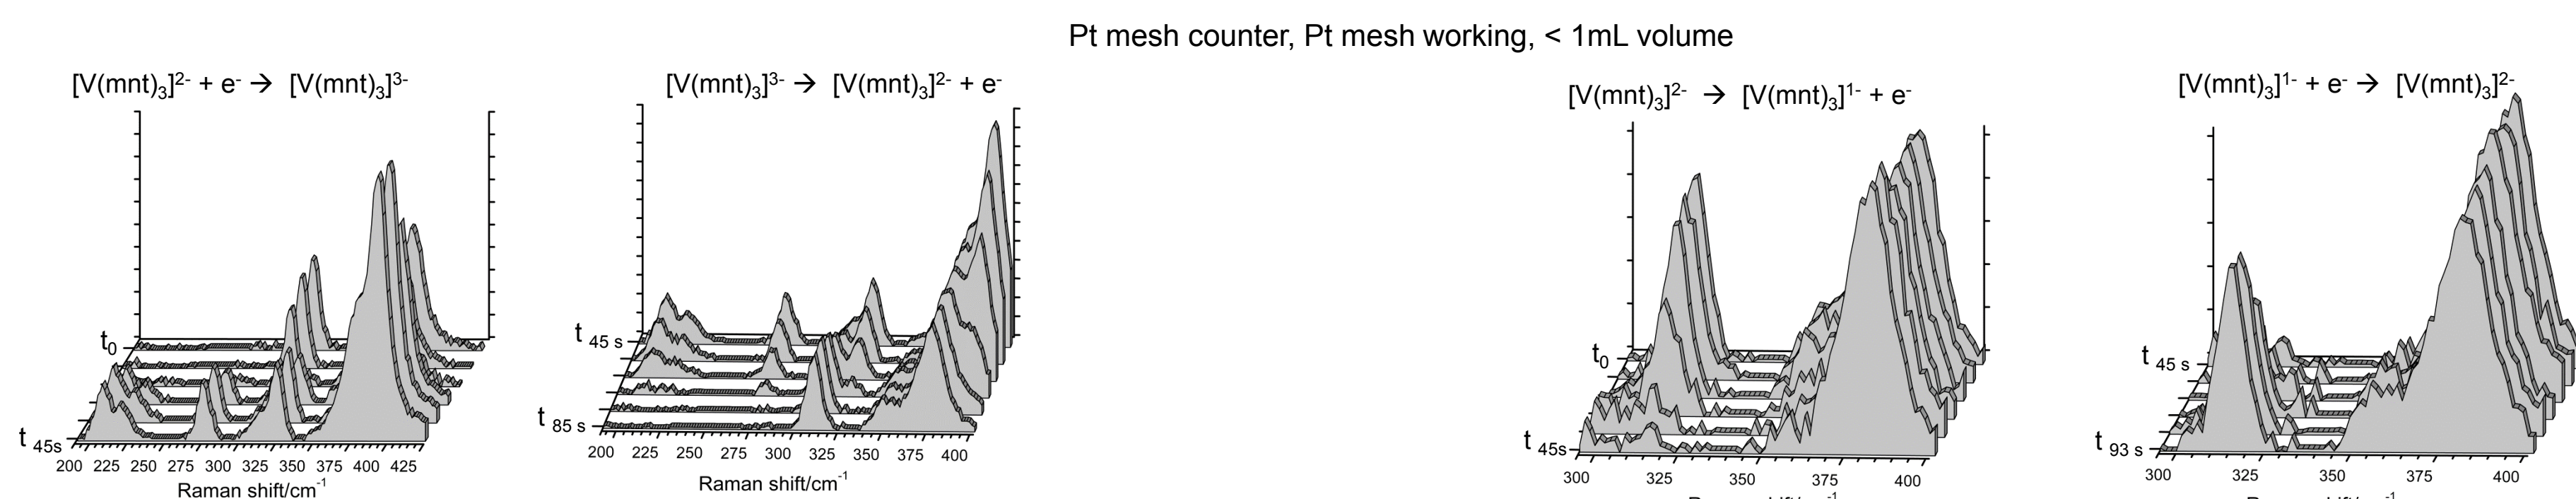 Pt mesh counter, Pt mesh working, < 1mL volume
[V(mnt)₃]²⁻ + e⁻ → [V(mnt)₃]³⁻
t₀
t 45s
200 225 250 275 300 325 350 375 400 425
Raman shift/cm⁻¹
[V(mnt)₃]³⁻ → [V(mnt)₃]²⁻ + e⁻
t 45 s
t 85 s
200 225 250 275 300 325 350 375 400
Raman shift/cm⁻¹
[V(mnt)₃]²⁻ → [V(mnt)₃]¹⁻ + e⁻
t₀
t 45s
300 325 350 375 400
[V(mnt)₃]¹⁻ + e⁻ → [V(mnt)₃]²⁻
t 45 s
t 93 s
300 325 350 375 400